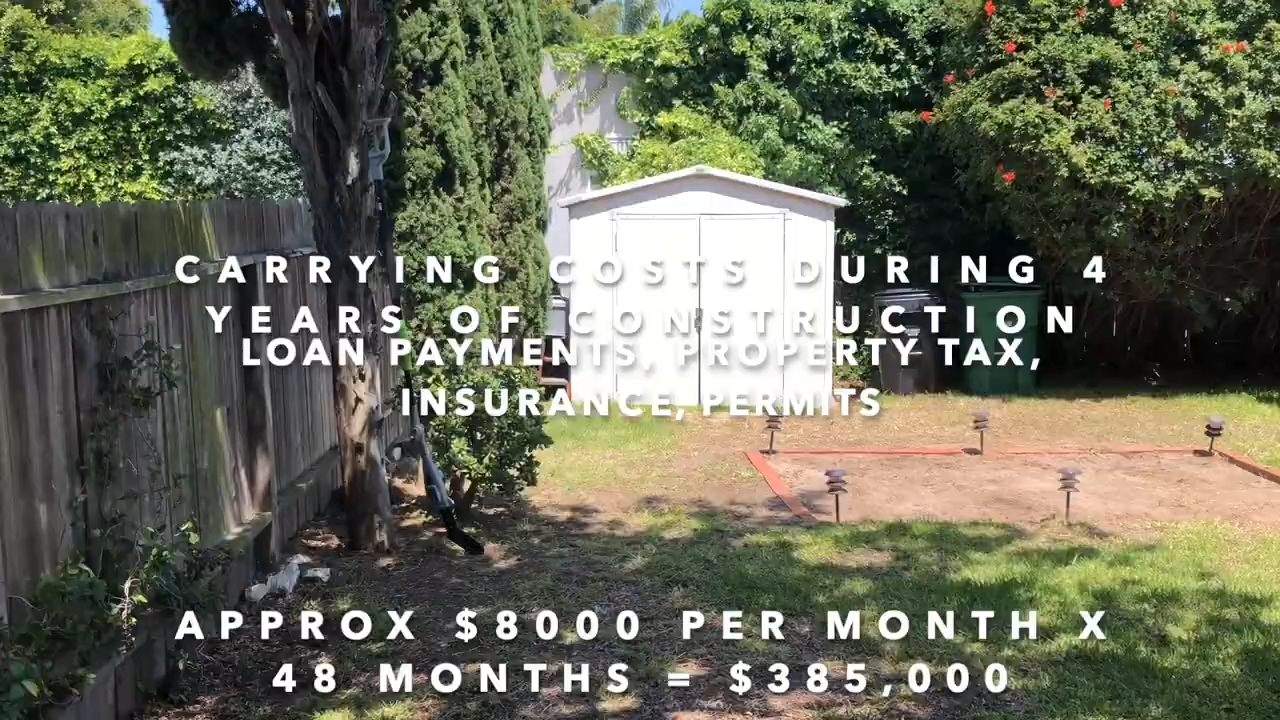 CARRYING COSTS DURING 4
YEARS OF CONSTRUCTION
LOAN PAYMENTS, PROPERTY TAX,
INSURANCE, PERMITS
APPROX $8000 PER MONTH X
48 MONTHS = $385,000